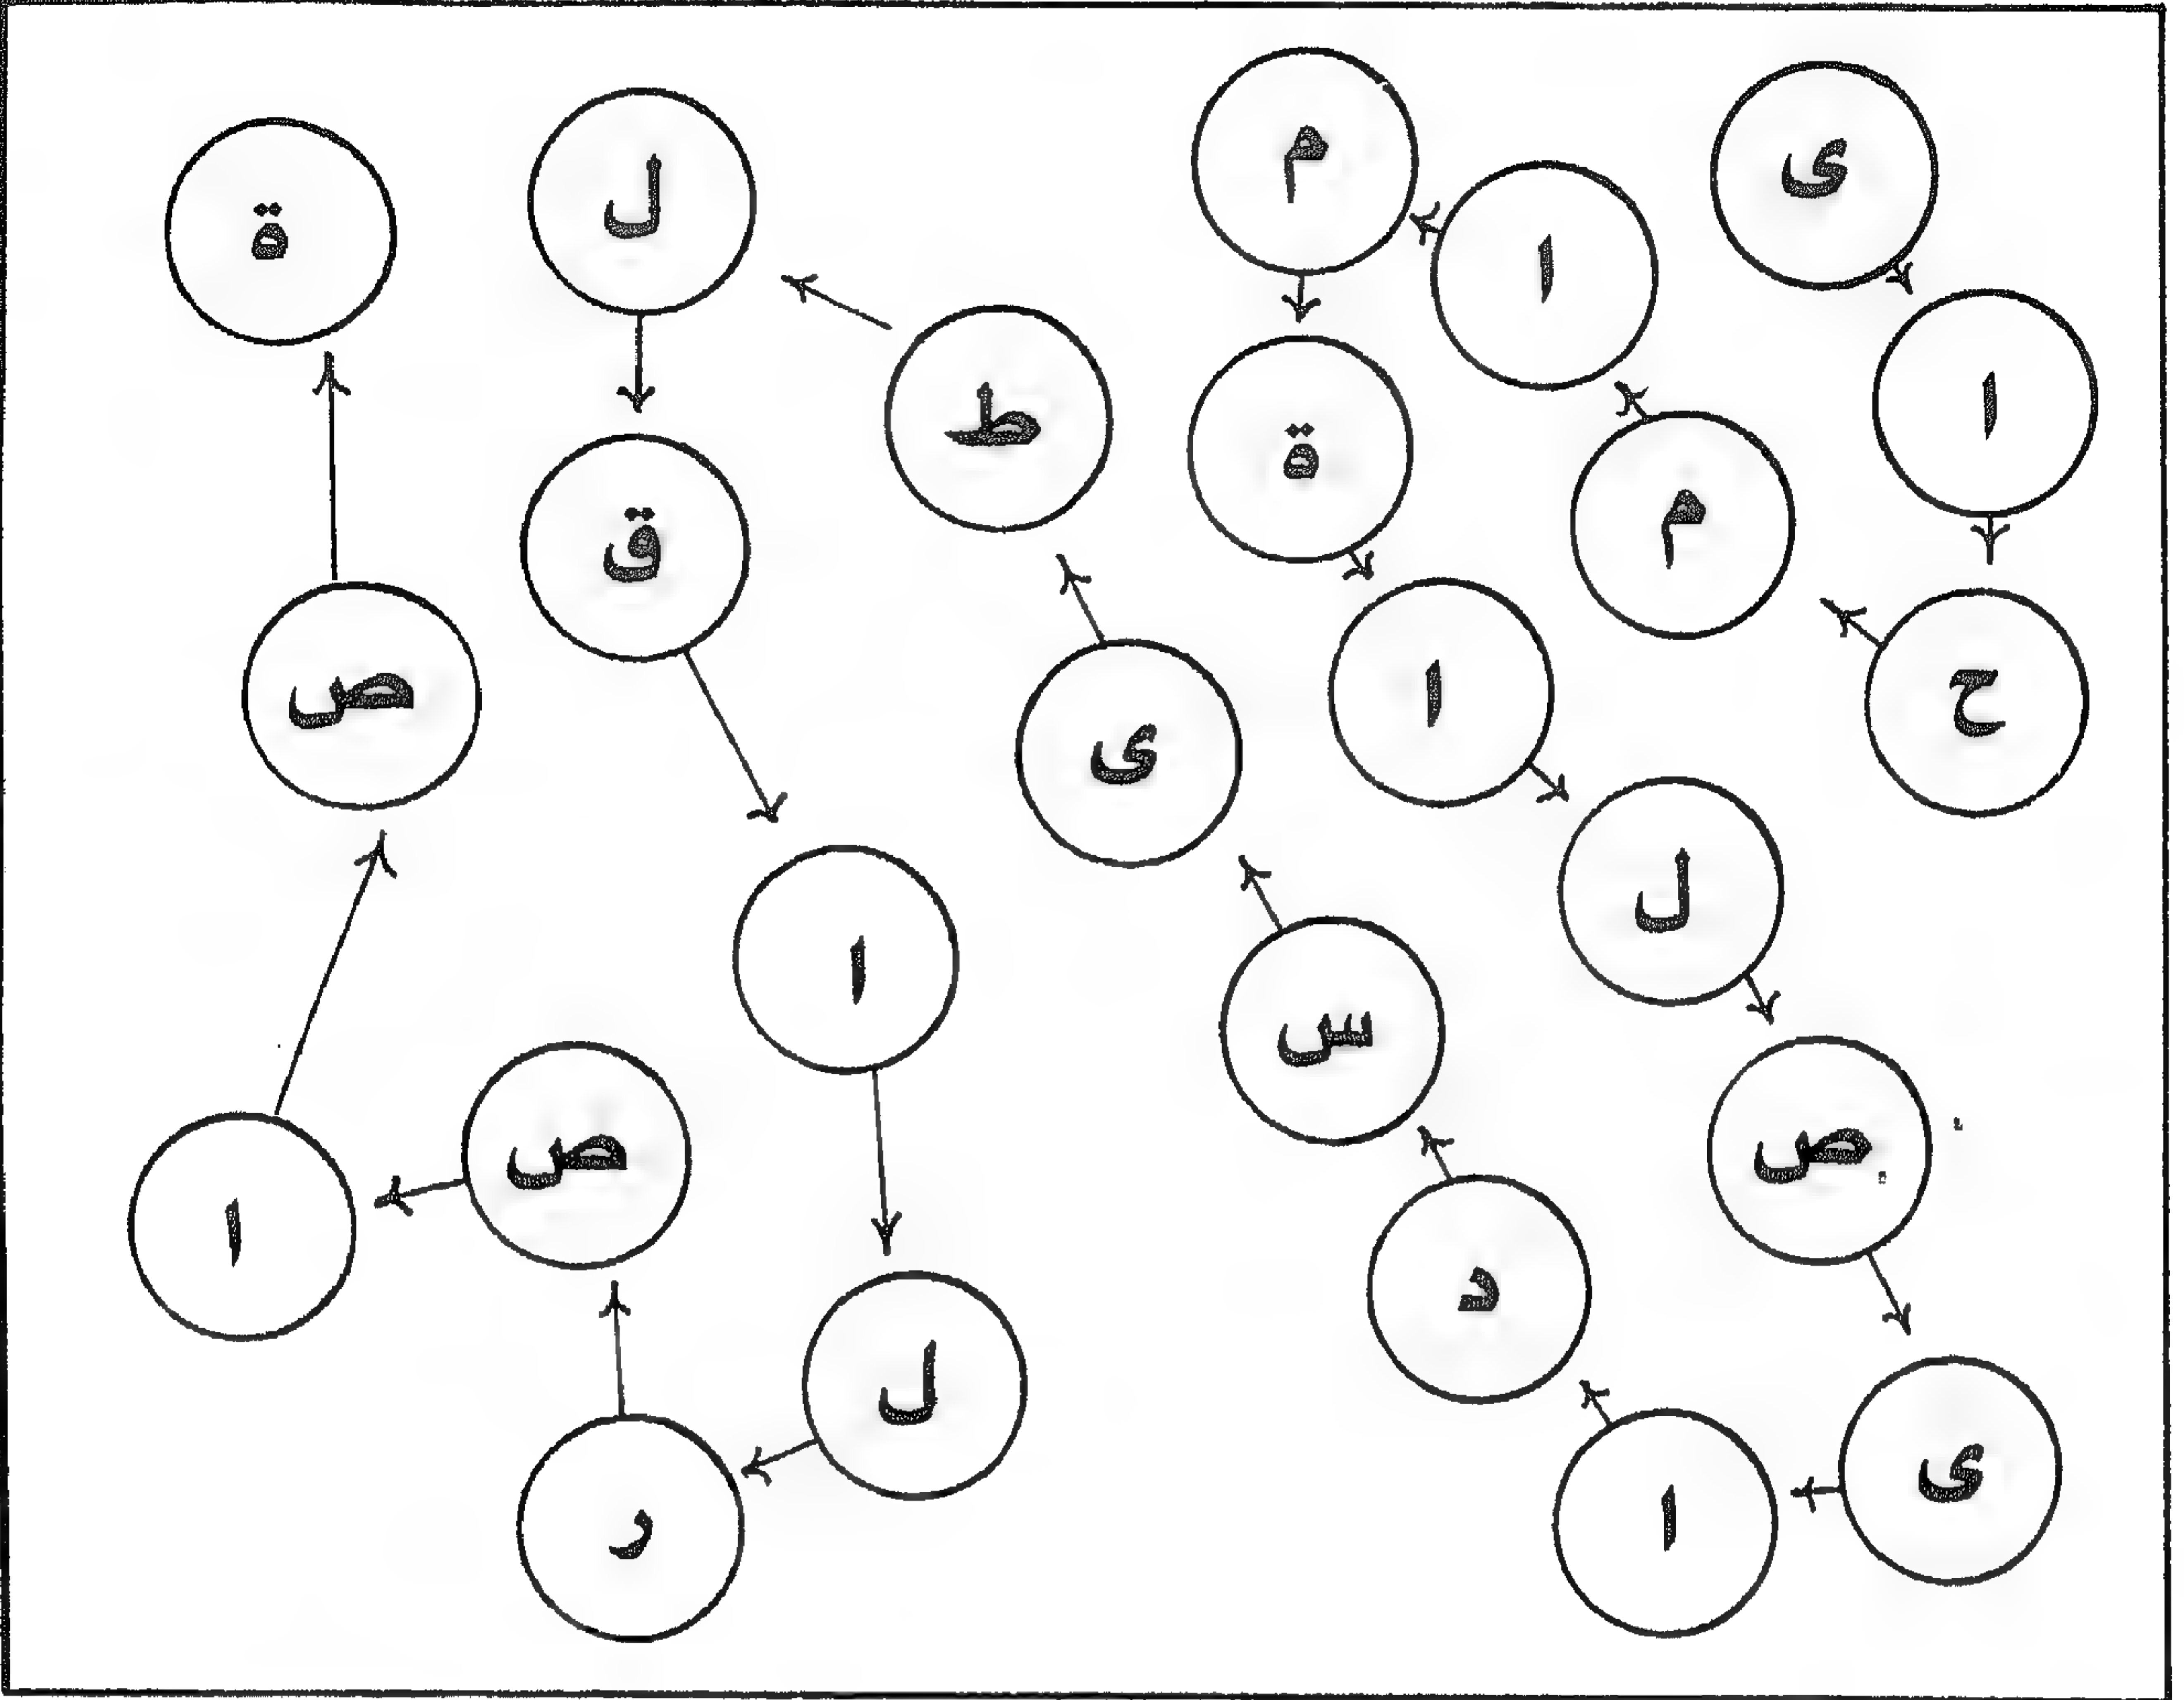 ى
ا
ح
م
ا
م
ة
ا
ل
ص
ى
ا
د
س
ى
ط
ل
ق
ا
ل
ر
ص
ا
ص
ة